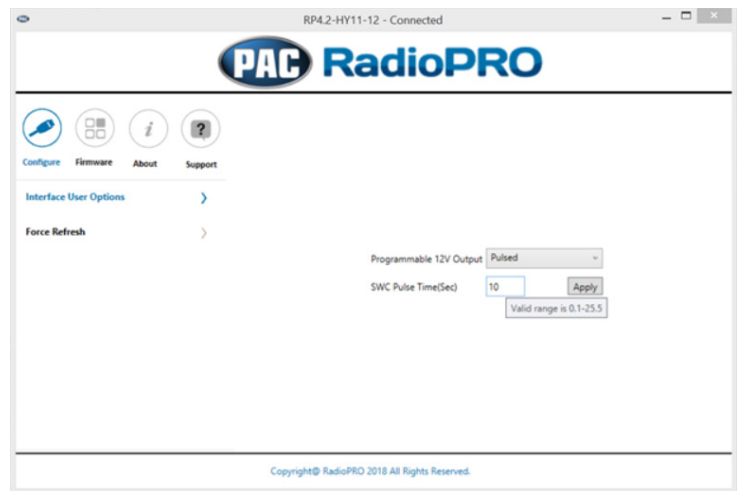 RP4.2-HY11-12 - Connected
PAC RadioPRO
Configure Firmware About Support
Interface User Options
Force Refresh
Programmable 12V Output Pulsed
SWC Pulse Time(Sec) 10 Apply
Valid range is 0.1-25.5
Copyright@ RadioPRO 2018 All Rights Reserved.